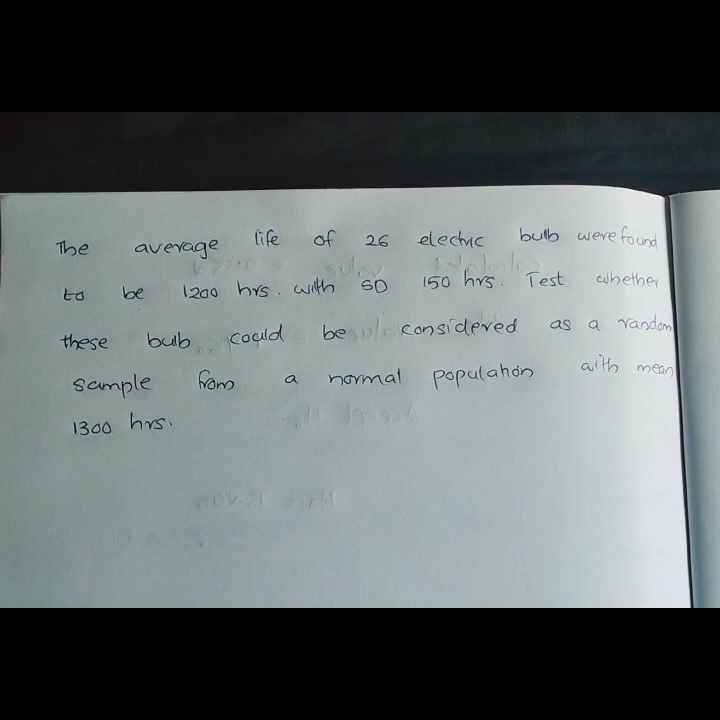 The average life of 26 electric bulb were found
to be 1200 hrs. with SD 150 hrs. Test whether
these bulb could be considered as a random
sample from a normal population with mean
1300 hrs.